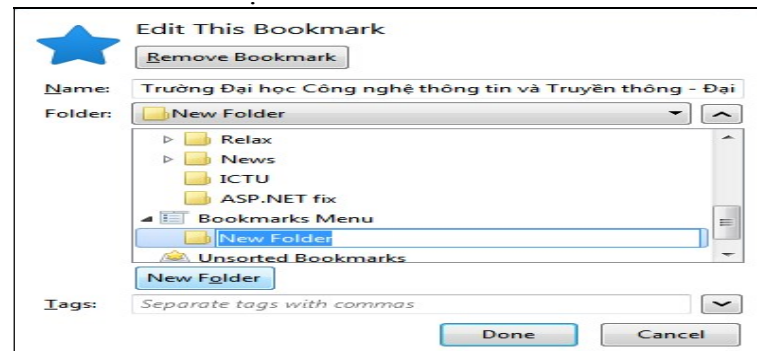 Edit This Bookmark
Remove Bookmark
Name: Trường Đại học Công nghệ thông tin và Truyền thông - Đại
Folder: New Folder
Relax
News
ICTU
ASP.NET fix
Bookmarks Menu
New Folder
Unsorted Bookmarks
New Folder
Tags: Separate tags with commas
Done Cancel